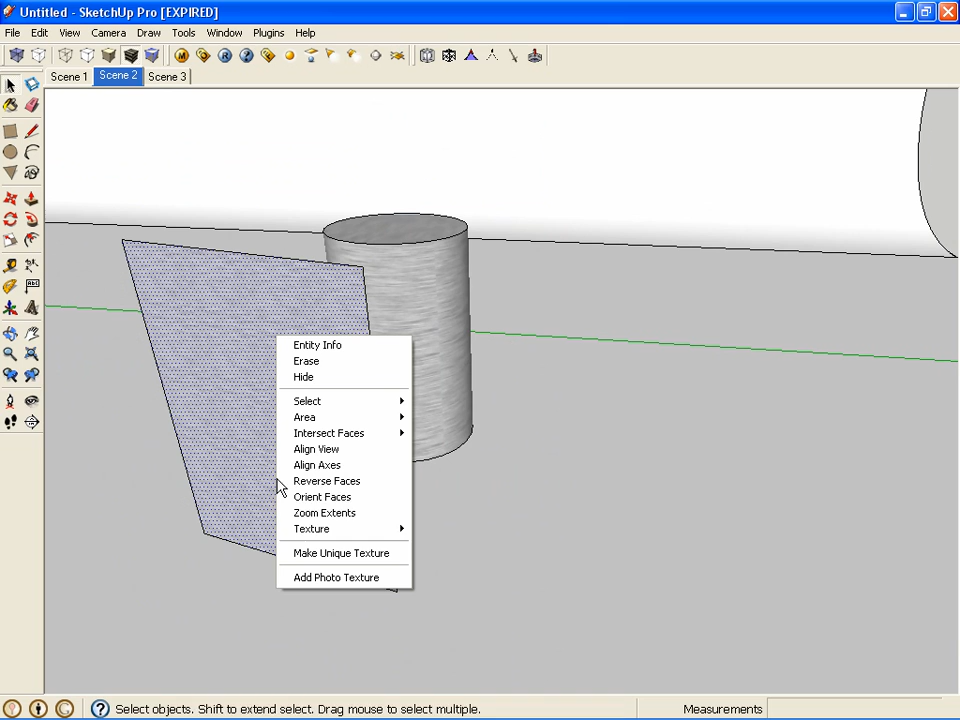 Untitled - SketchUp Pro [EXPIRED]
File Edit View Camera Draw Tools Window Plugins Help
Scene 1 Scene 2 Scene 3
Entity Info
Erase
Hide
Select
Area
Intersect Faces
Align View
Align Axes
Reverse Faces
Orient Faces
Zoom Extents
Texture
Make Unique Texture
Add Photo Texture
Select objects. Shift to extend select. Drag mouse to select multiple. Measurements